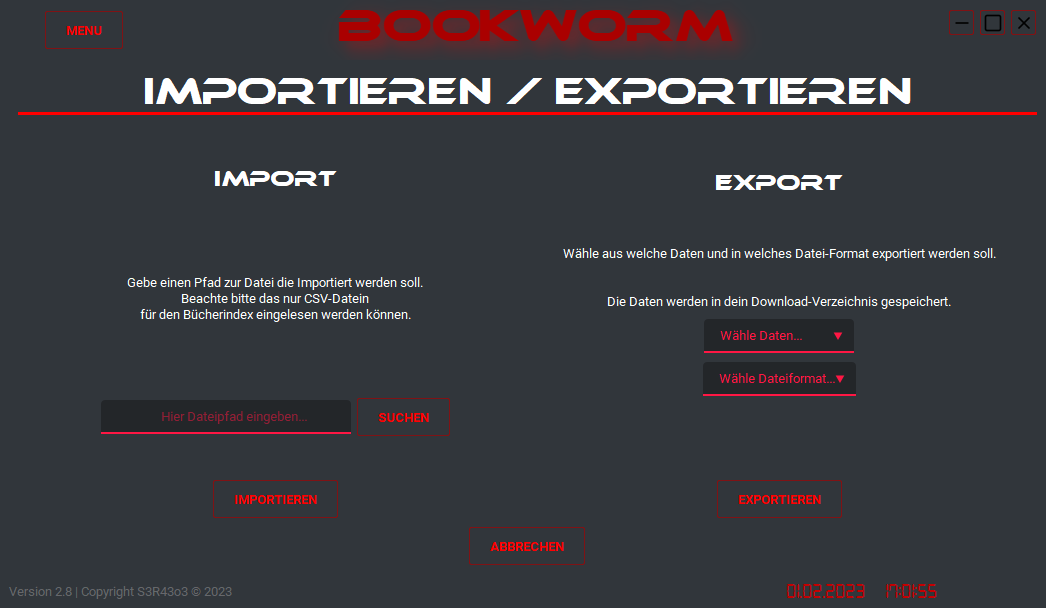 MENU
BOOKWORM
IMPORTIEREN / EXPORTIEREN
IMPORT
Gebe einen Pfad zur Datei die Importiert werden soll.
Beachte bitte das nur CSV-Datein
für den Bücherindex eingelesen werden können.
Hier Dateipfad eingeben...
SUCHEN
IMPORTIEREN
EXPORT
Wähle aus welche Daten und in welches Datei-Format exportiert werden soll.
Die Daten werden in dein Download-Verzeichnis gespeichert.
Wähle Daten...
Wähle Dateiformat...
EXPORTIEREN
ABBRECHEN
Version 2.8 | Copyright S3R43o3 © 2023
01.02.2023 17:01:55